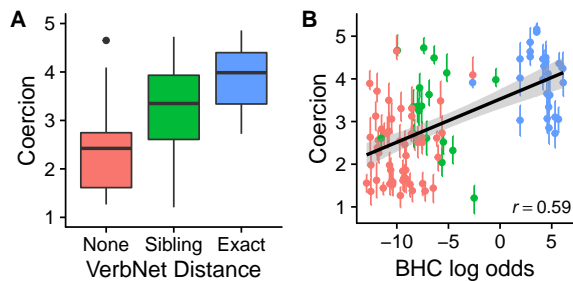 A
Coercion
5
4
3
2
1
None Sibling Exact
VerbNet Distance
B
Coercion
5
4
3
2
1
r = 0.59
−10 −5 0 5
BHC log odds